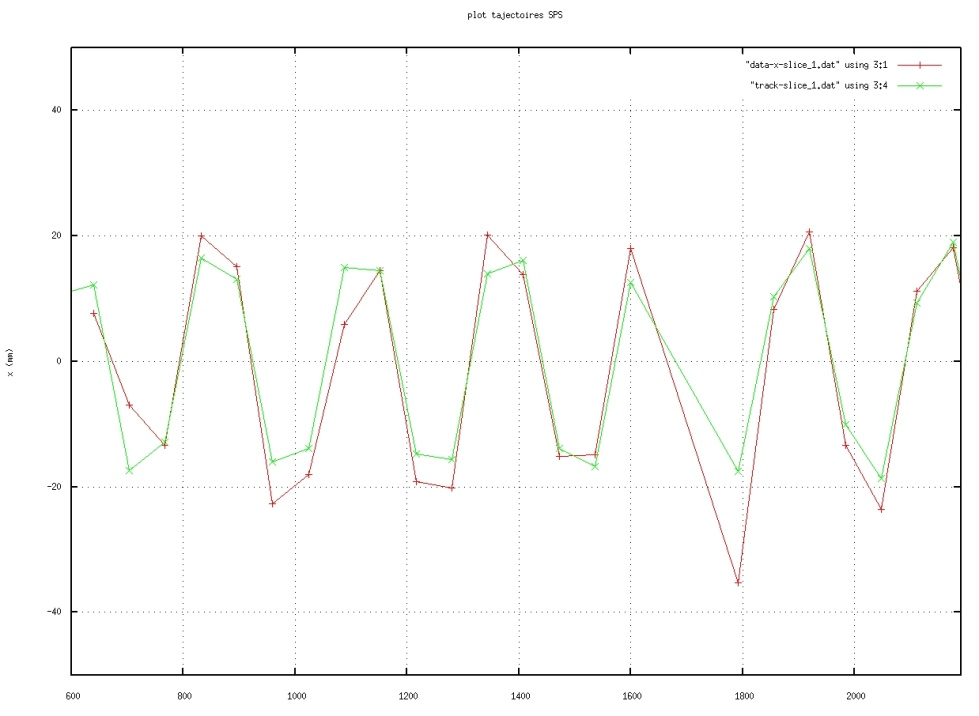 plot tajectoires SPS
"data-x-slice_1.dat" using 3:1
"track-slice_1.dat" using 3:4
40
20
0
-20
-40
x (mm)
600 800 1000 1200 1400 1600 1800 2000